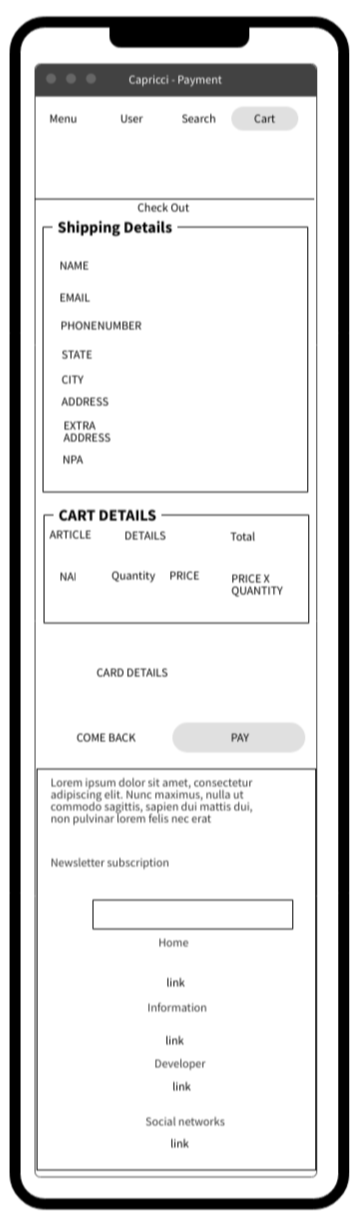 Capricci - Payment
Menu User Search Cart
Check Out
Shipping Details
NAME
EMAIL
PHONENUMBER
STATE
CITY
ADDRESS
EXTRA
ADDRESS
NPA
CART DETAILS
ARTICLE DETAILS Total
NAI Quantity PRICE PRICE X
QUANTITY
CARD DETAILS
COME BACK PAY
Lorem ipsum dolor sit amet, consectetur
adipiscing elit. Nunc maximus, nulla ut
commodo sagittis, sapien dui mattis dui,
non pulvinar lorem felis nec erat
Newsletter subscription
Home
link
Information
link
Developer
link
Social networks
link